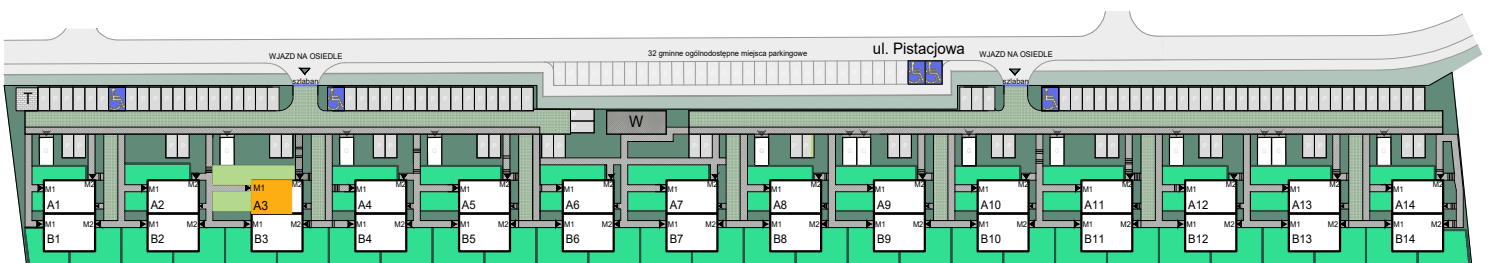 ul. Pistacjowa
WJAZD NA OSIEDLE
32 gminne ogólnodostępne miejsca parkingowe
WJAZD NA OSIEDLE
szlaban
szlaban
T
W
M1 M2
A1
M1 M2
A2
M1 M2
A3
M1 M2
A4
M1 M2
A5
M1 M2
A6
M1 M2
A7
M1 M2
A8
M1 M2
A9
M1 M2
A10
M1 M2
A11
M1 M2
A12
M1 M2
A13
M1 M2
A14
M1 M2
B1
M1 M2
B2
M1 M2
B3
M1 M2
B4
M1 M2
B5
M1 M2
B6
M1 M2
B7
M1 M2
B8
M1 M2
B9
M1 M2
B10
M1 M2
B11
M1 M2
B12
M1 M2
B13
M1 M2
B14